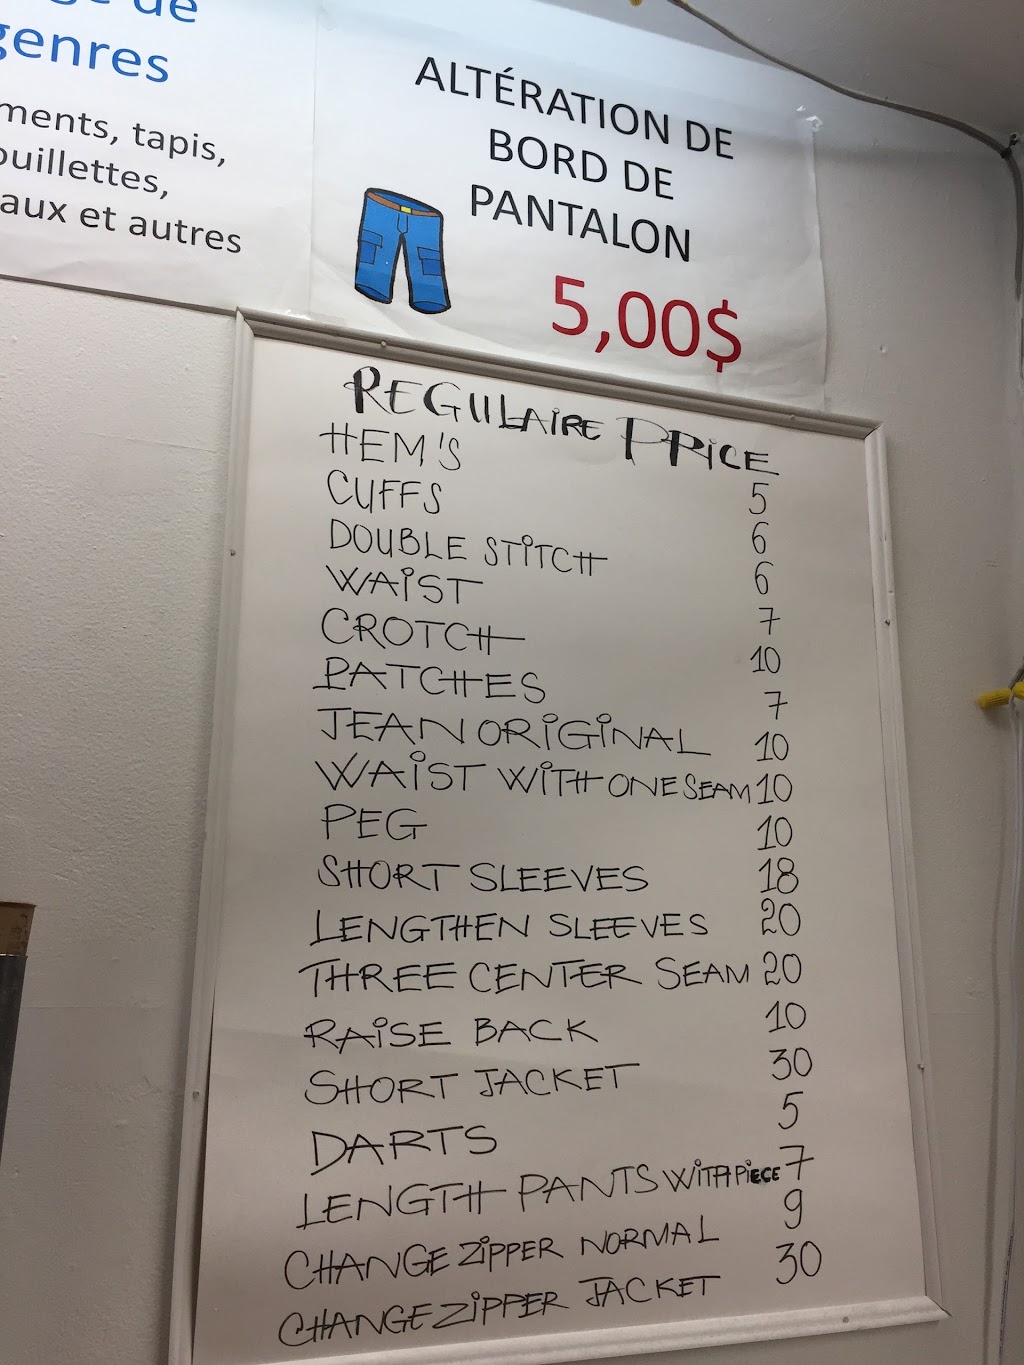 de
genres
ments, tapis,
ouillettes,
aux et autres
ALTÉRATION DE
BORD DE
PANTALON
5,00$
REGULAIRE PRICE
HEM'S 5
CUFFS 6
DOUBLE STITCH 6
WAIST 7
CROTCH 10
PATCHES 7
JEAN ORIGINAL 10
WAIST WITH ONE SEAM 10
PEG 10
SHORT SLEEVES 18
LENGTHEN SLEEVES 20
THREE CENTER SEAM 20
RAISE BACK 10
SHORT JACKET 30
DARTS 5
LENGTH PANTS WITH PIECE 7
CHANGE ZIPPER NORMAL 9
CHANGE ZIPPER JACKET 30